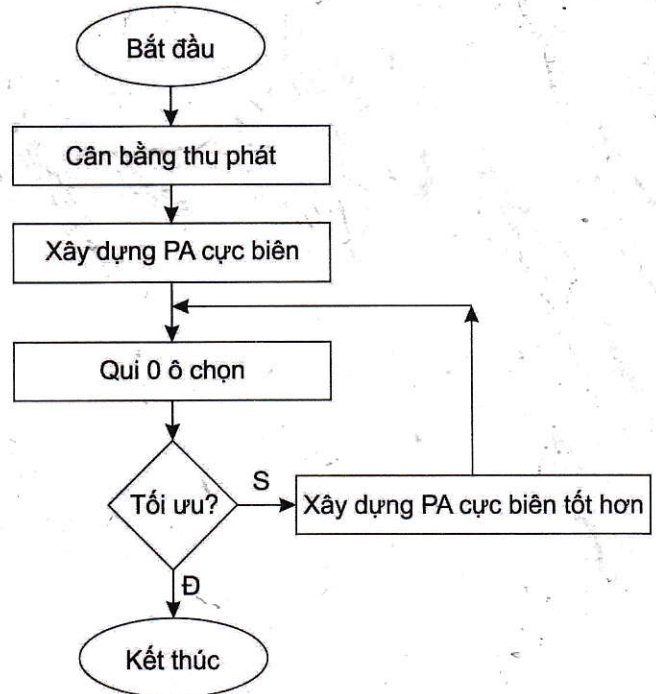 Bắt đầu
Cân bằng thu phát
Xây dựng PA cực biên
Qui 0 ô chọn
Tối ưu?
S
Xây dựng PA cực biên tốt hơn
Đ
Kết thúc